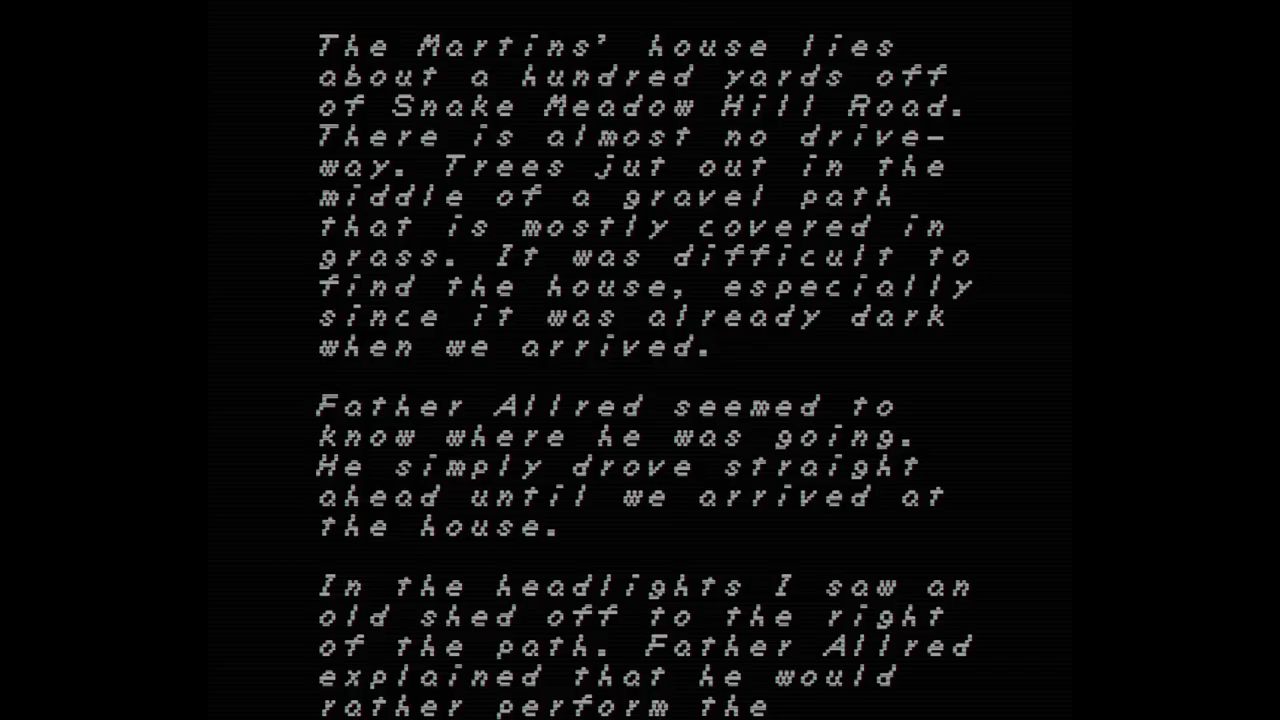 The Martins' house lies
about a hundred yards off
of Snake Meadow Hill Road.
There is almost no drive-
way. Trees jut out in the
middle of a gravel path
that is mostly covered in
grass. It was difficult to
find the house, especially
since it was already dark
when we arrived.
Father Allred seemed to
know where he was going.
He simply drove straight
ahead until we arrived at
the house.
In the headlights I saw an
old shed off to the right
of the path. Father Allred
explained that he would
rather perform the